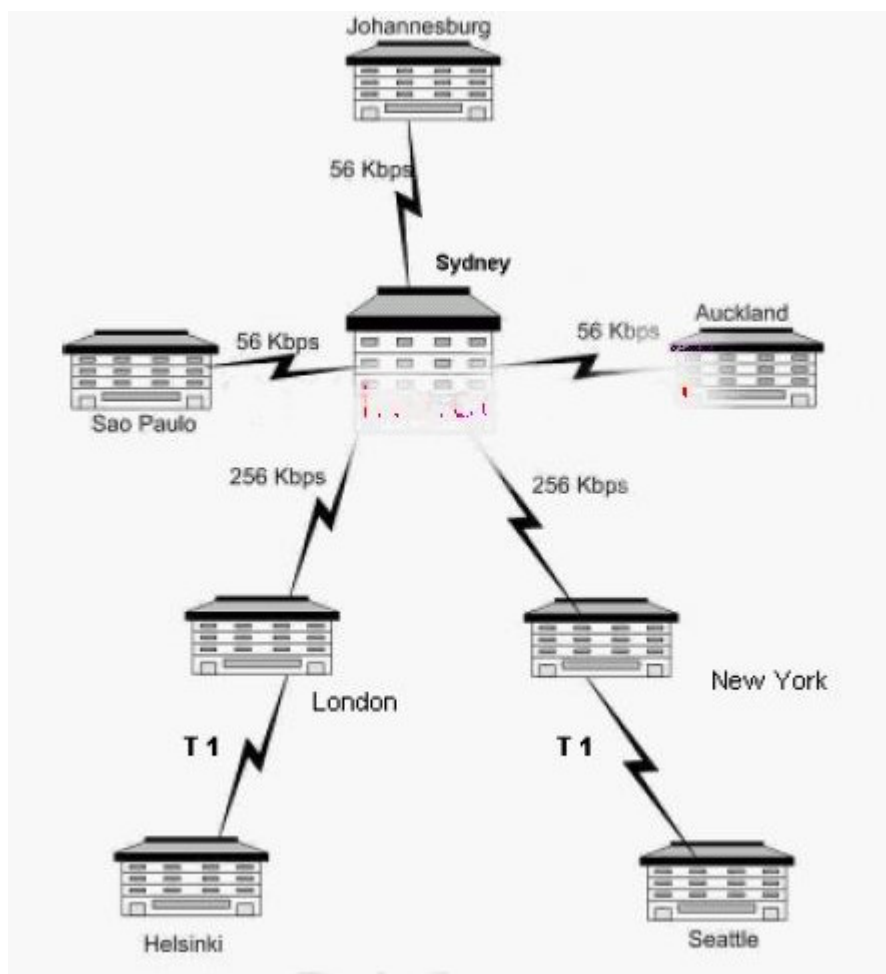 Johannesburg
56 Kbps
Sydney
56 Kbps
56 Kbps
Auckland
Sao Paulo
256 Kbps
256 Kbps
London
New York
T 1
T 1
Helsinki
Seattle